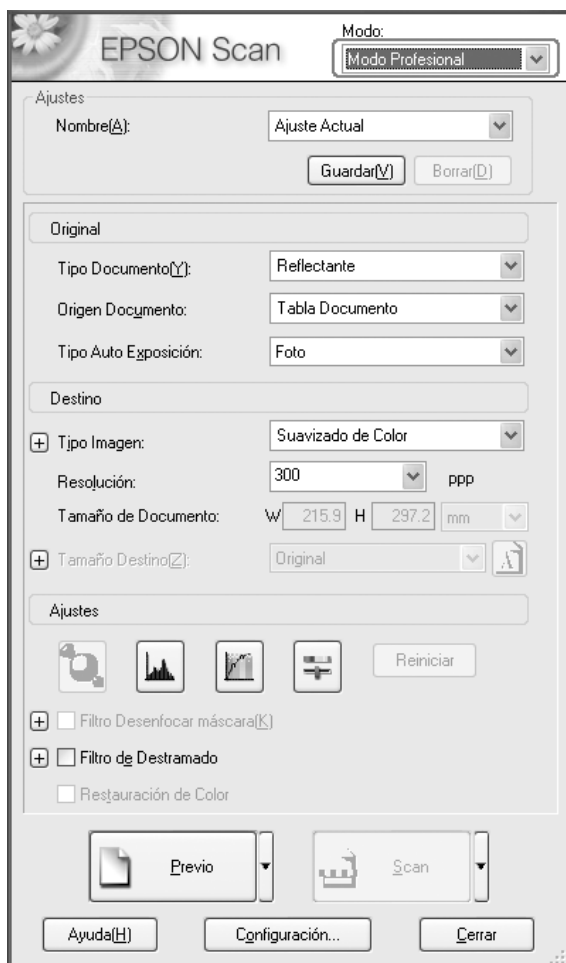 EPSON Scan
Modo:
Modo Profesional
Ajustes
Nombre(A): Ajuste Actual
Guardar(V) Borrar(D)
Original
Tipo Documento(Y): Reflectante
Origen Documento: Tabla Documento
Tipo Auto Exposición: Foto
Destino
Tipo Imagen: Suavizado de Color
Resolución: 300 ppp
Tamaño de Documento: W 215.9 H 297.2 mm
Tamaño Destino(Z): Original
Ajustes
Reiniciar
Filtro Desenfocar máscara(K)
Filtro de Destramado
Restauración de Color
Previo Scan
Ayuda(H) Configuración... Cerrar